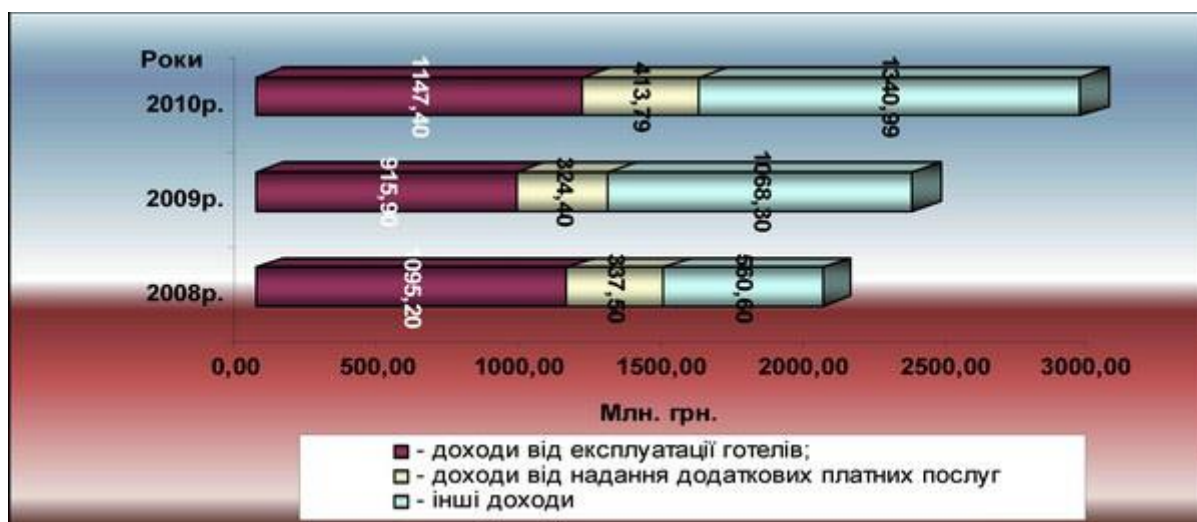 Роки
2010р.
1147,40
413,79
1340,99
2009р.
915,90
324,40
1068,30
2008р.
095,20
337,50
560,60
0,00 500,00 1000,00 1500,00 2000,00 2500,00 3000,00
Млн. грн.
- доходи від експлуатації готелів;
- доходи від надання додаткових платних послуг
- інші доходи